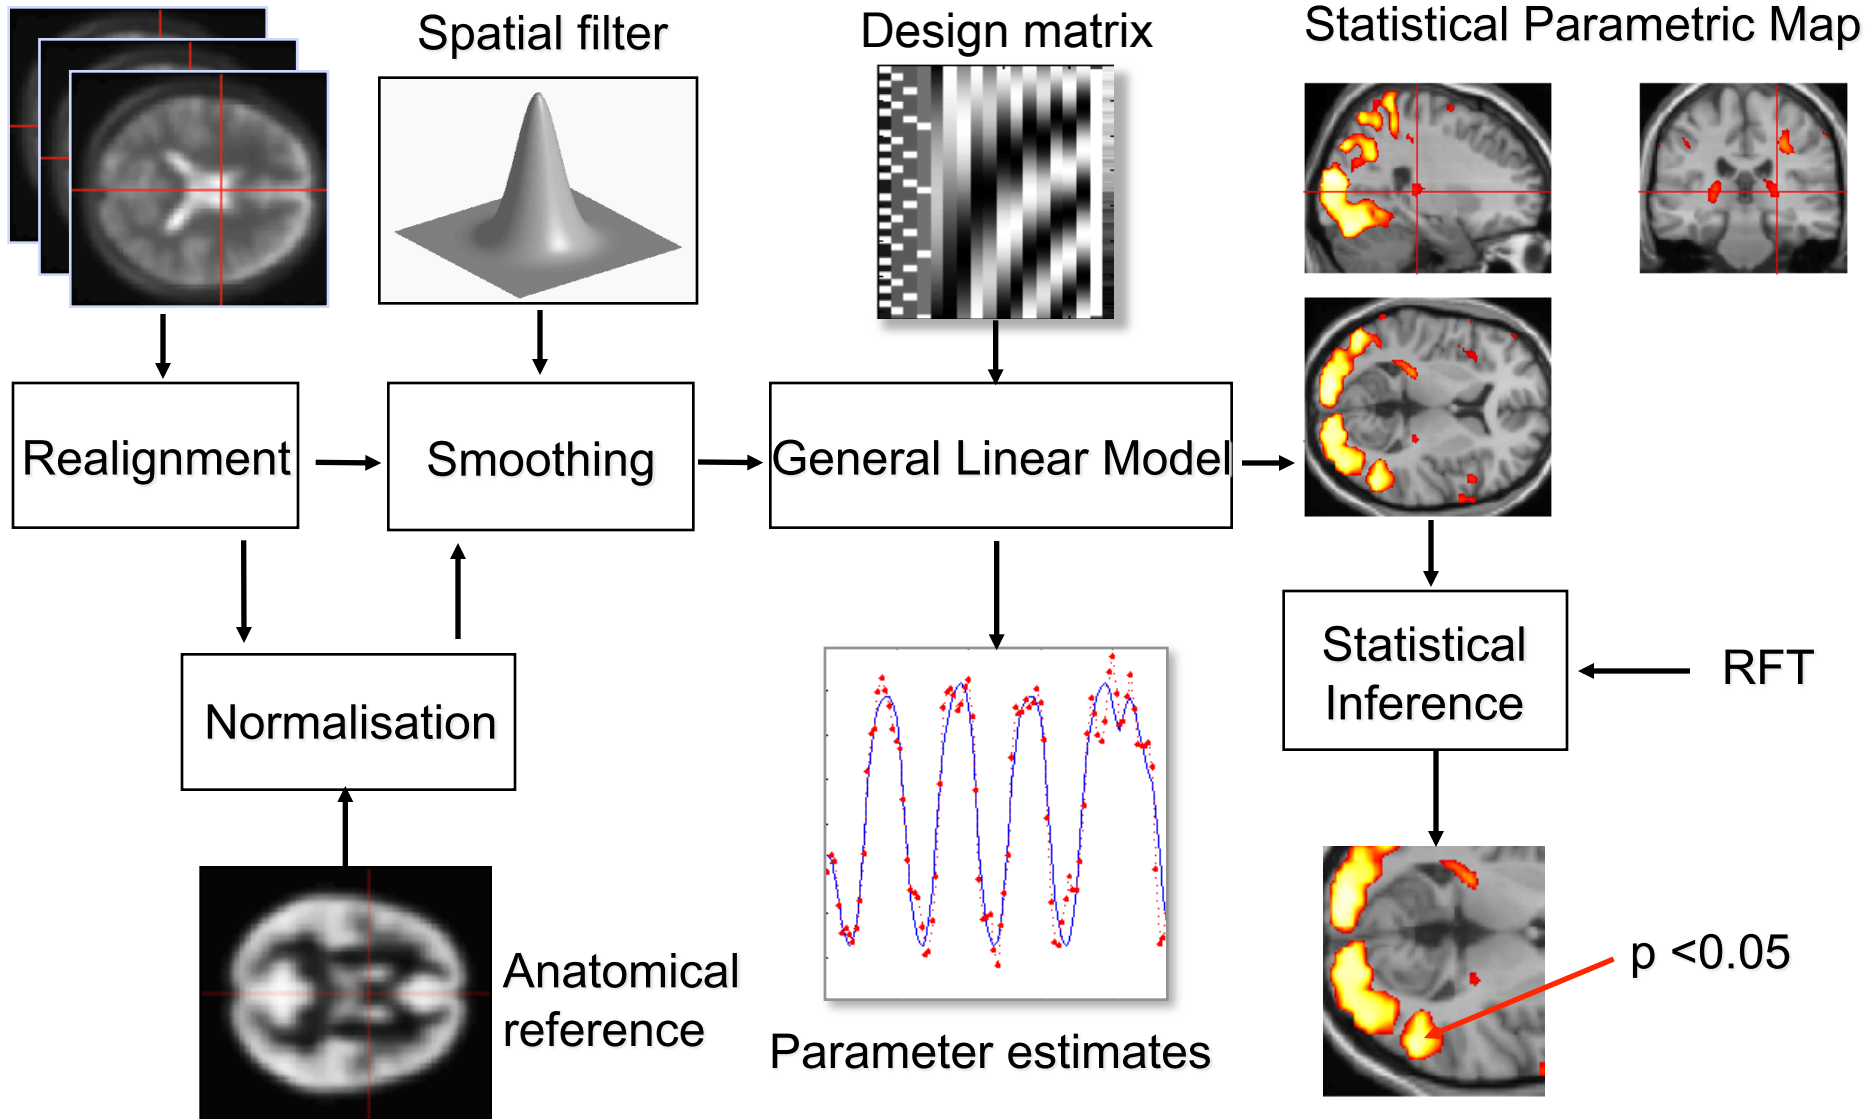 Spatial filter
Design matrix
Statistical Parametric Map
Realignment
Smoothing
General Linear Model
Statistical
Inference
RFT
Normalisation
Anatomical
reference
Parameter estimates
p <0.05